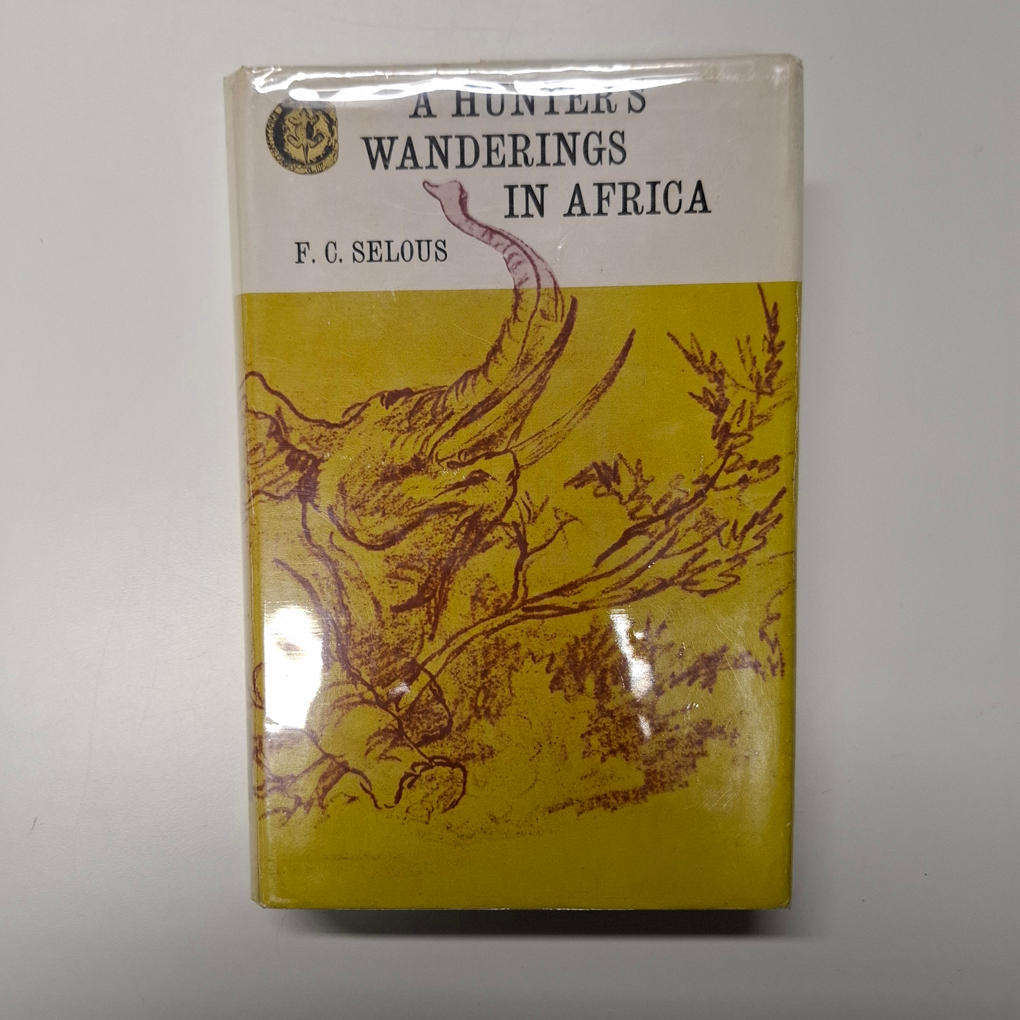 A HUNTER'S
WANDERINGS
IN AFRICA
F. C. SELOUS